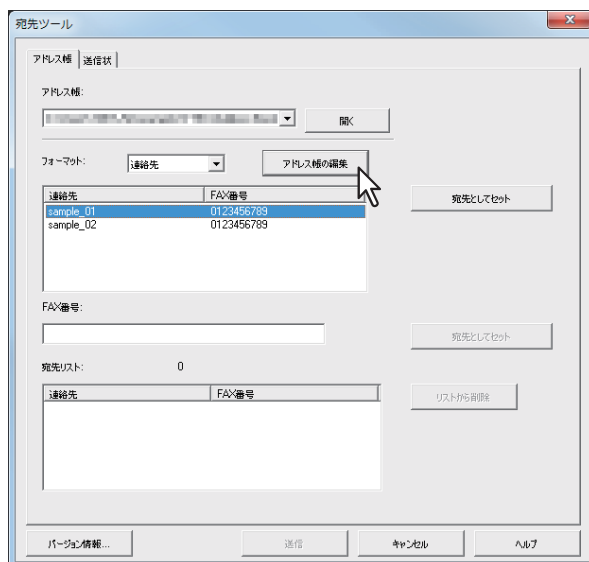 宛先ツール
アドレス帳 送信状
アドレス帳:
開く
フォーマット: 連絡先 アドレス帳の編集
連絡先 FAX番号 宛先としてセット
sample_01 0123456789
sample_02 0123456789
FAX番号:
宛先としてセット
宛先リスト: 0
連絡先 FAX番号 リストから削除
バージョン情報... 送信 キャンセル ヘルプ